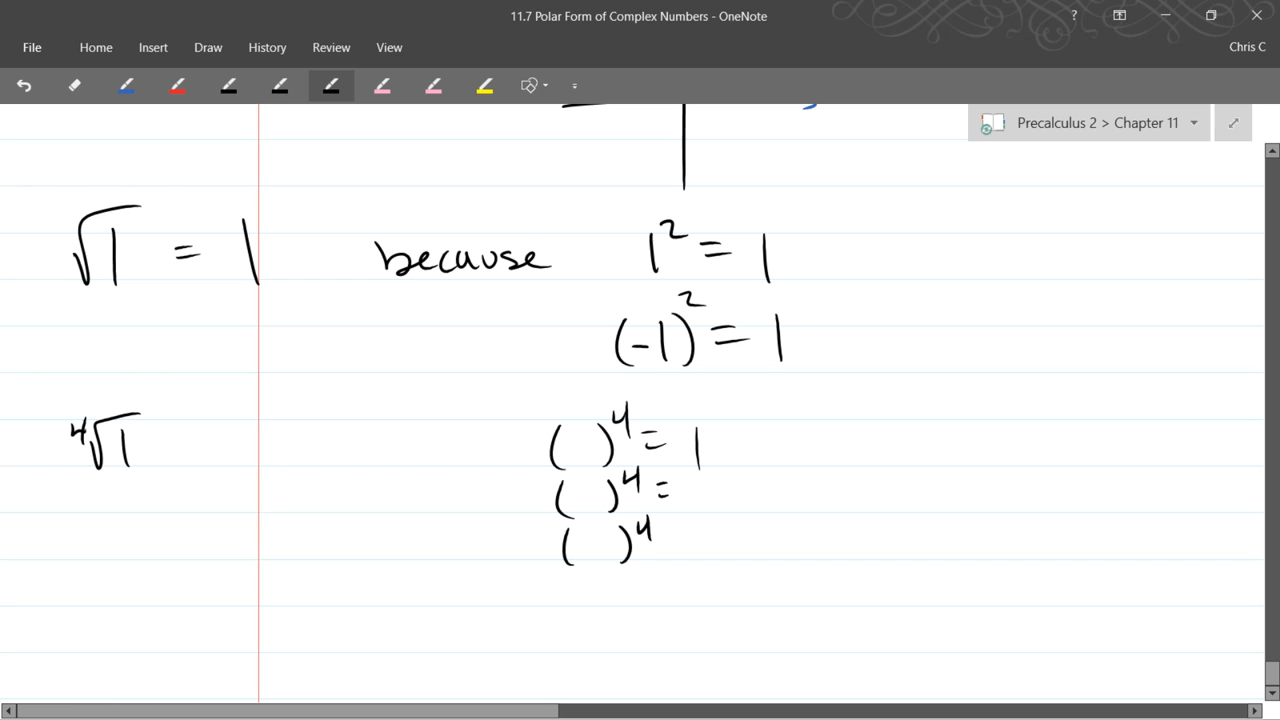 11.7 Polar Form of Complex Numbers - OneNote
?
File Home Insert Draw History Review View
Chris C
Precalculus 2 > Chapter 11
√1 = 1 because 1² = 1
(-1)² = 1
⁴√1 ( )⁴ = 1
( )⁴ =
( )⁴